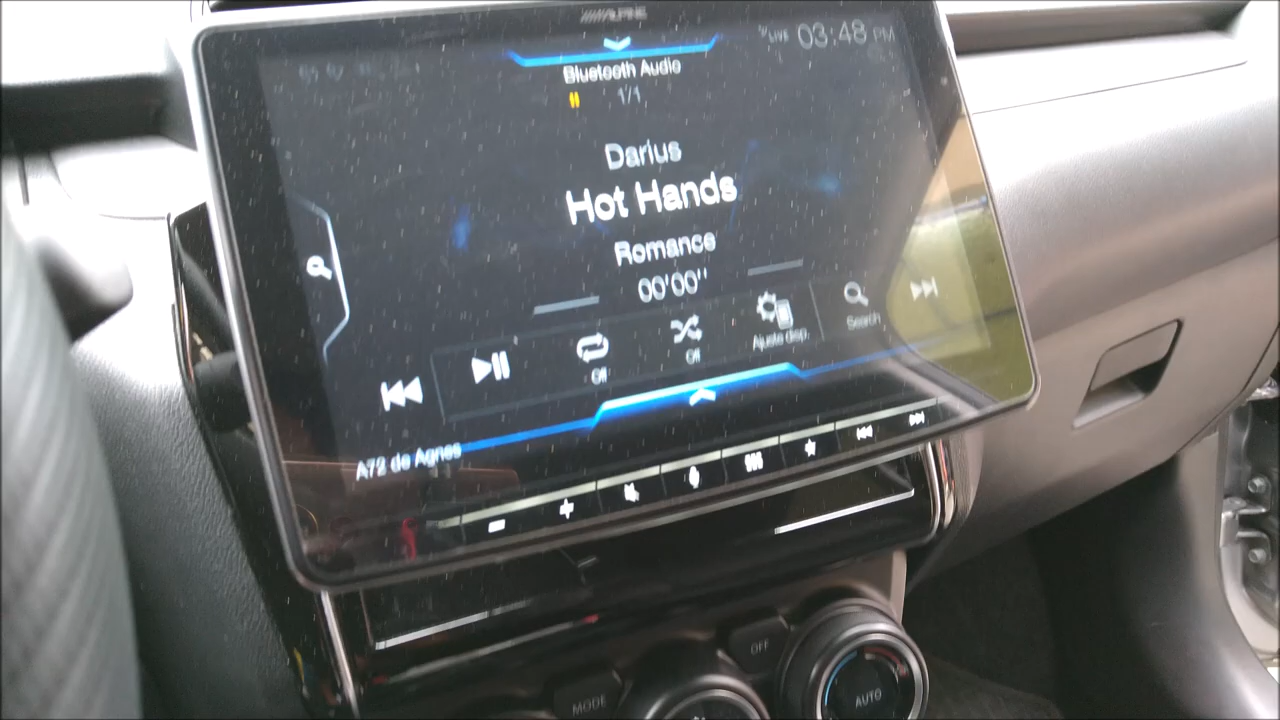 ALPINE
LIVE 03:48 PM
Bluetooth Audio
1/1
Darius
Hot Hands
Romance
00'00''
Off
Off
Ajuste disp.
Search
A72 de Agnes
OFF
MODE
AUTO